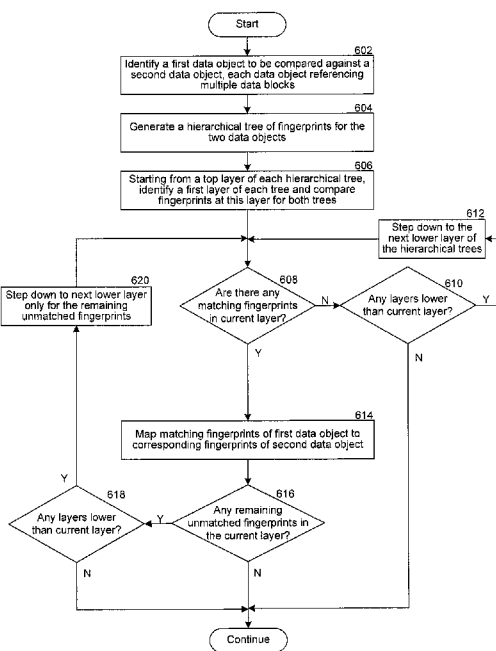 Start
602
Identify a first data object to be compared against a
second data object, each data object referencing
multiple data blocks
604
Generate a hierarchical tree of fingerprints for the
two data objects
606
Starting from a top layer of each hierarchical tree,
identify a first layer of each tree and compare
fingerprints at this layer for both trees
612
Step down to the
next lower layer of
the hierarchical trees
620
Step down to next lower layer
only for the remaining
unmatched fingerprints
608
Are there any
matching fingerprints
in current layer?
N
Y
610
Any layers lower
than current layer?
Y
N
614
Map matching fingerprints of first data object to
corresponding fingerprints of second data object
616
Any remaining
unmatched fingerprints in
the current layer?
Y
N
618
Any layers lower
than current layer?
Y
N
Continue